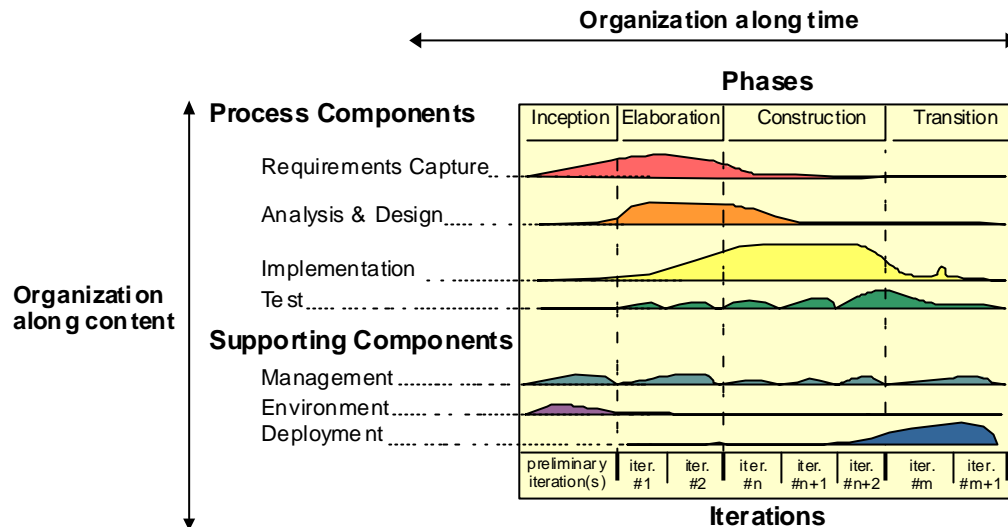 Organization along time
Phases
Process Components
Inception
Elaboration
Construction
Transition
Requirements Capture
Analysis & Design
Implementation
Test
Organization
along content
Supporting Components
Management
Environment
Deployment
preliminary
iteration(s)
iter.
#1
iter.
#2
iter.
#n
iter.
#n+1
iter.
#n+2
iter.
#m
iter.
#m+1
Iterations